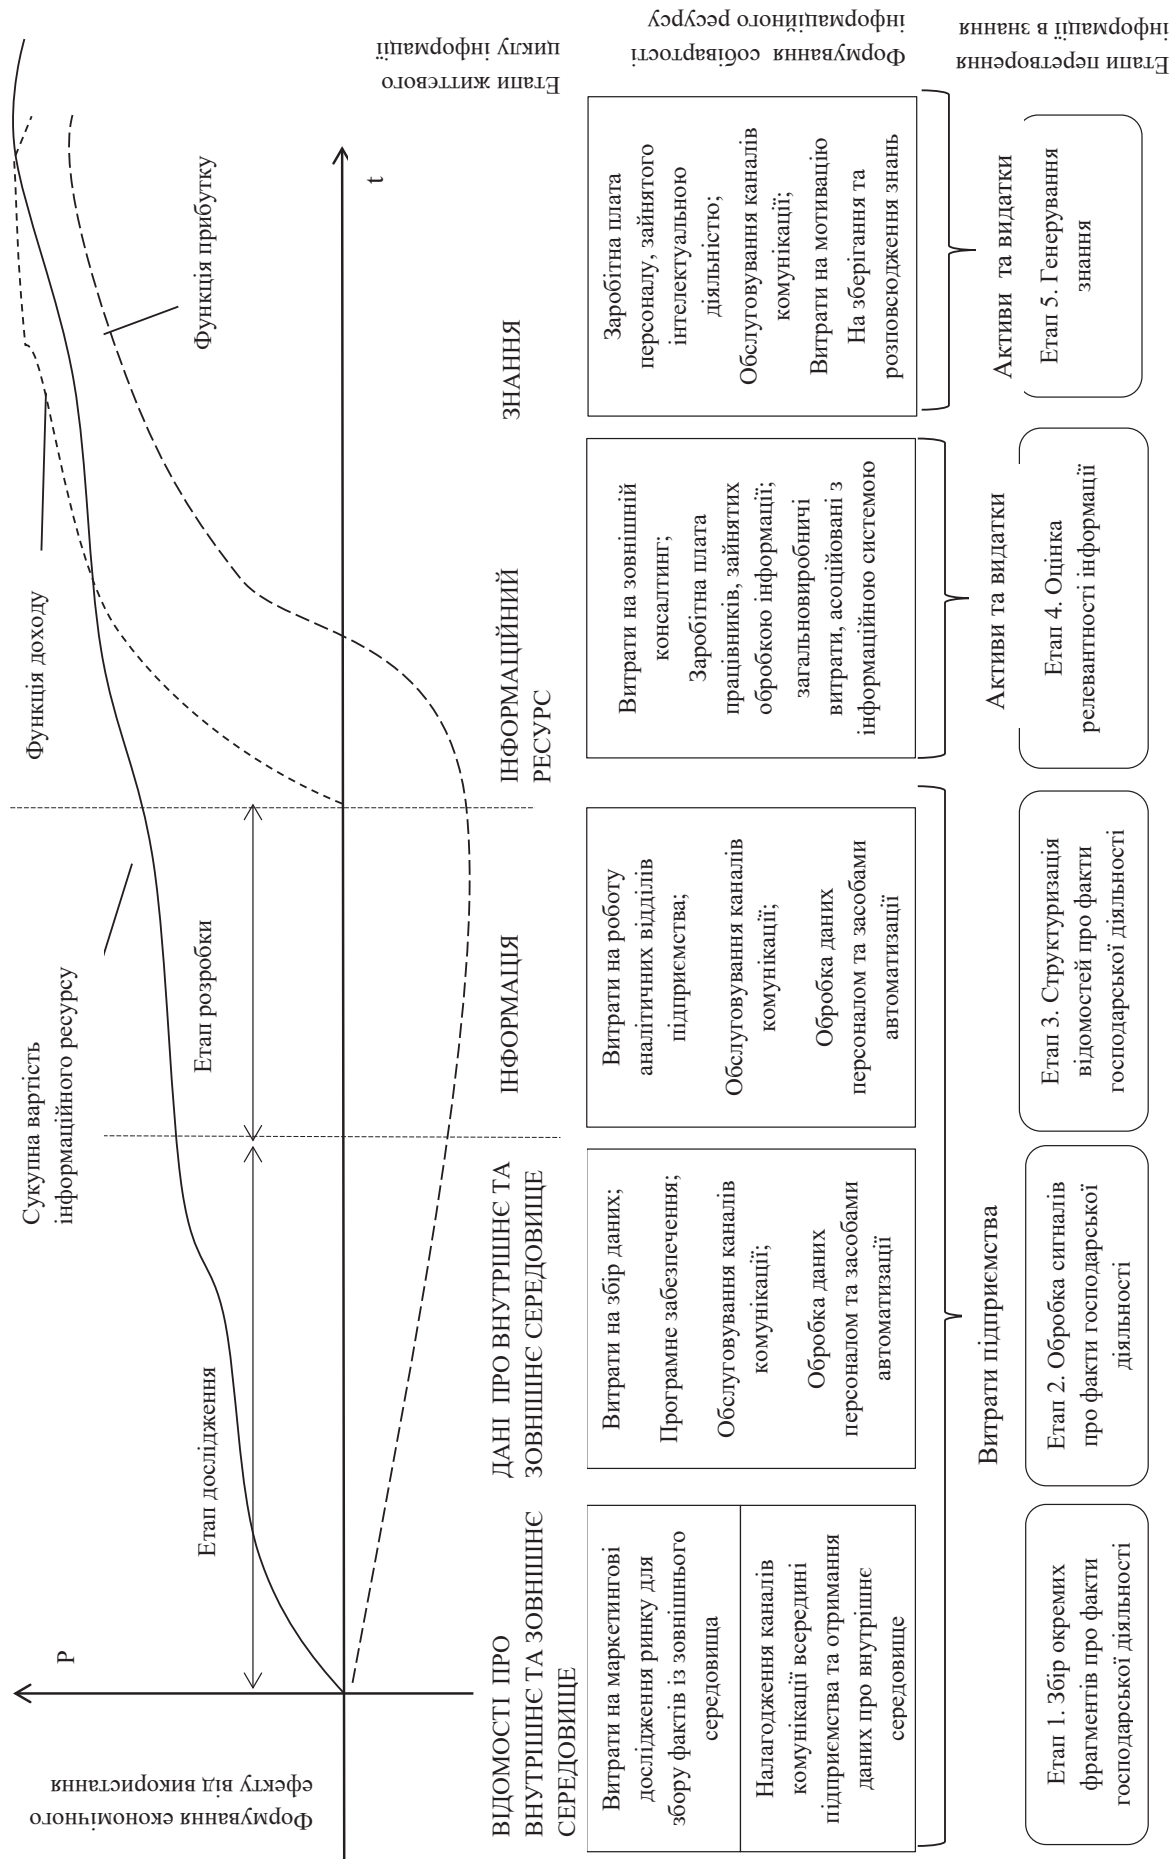 Формування економічного
ефекту від використання
P
t
Сукупна вартість
інформаційного ресурсу
Функція доходу
Функція прибутку
Етап дослідження
Етап розробки
Етапи життєвого
циклу інформації
ВІДОМОСТІ ПРО
ВНУТРІШНЄ ТА ЗОВНІШНЄ
СЕРЕДОВИЩЕ
ДАНІ ПРО ВНУТРІШНЄ ТА
ЗОВНІШНЄ СЕРЕДОВИЩЕ
ІНФОРМАЦІЯ
ІНФОРМАЦІЙНИЙ
РЕСУРС
ЗНАННЯ
Формування собівартості
інформаційного ресурсу
Витрати на маркетингові
дослідження ринку для
збору фактів із зовнішнього
середовища
Налагодження каналів
комунікації всередині
підприємства та отримання
даних про внутрішнє
середовище
Витрати на збір даних;
Програмне забезпечення;
Обслуговування каналів
комунікації;
Обробка даних
персоналом та засобами
автоматизації
Витрати на роботу
аналітичних відділів
підприємства;
Обслуговування каналів
комунікації;
Обробка даних
персоналом та засобами
автоматизації
Витрати на зовнішній
консалтинг;
Заробітна плата
працівників, зайнятих
обробкою інформації;
загальновиробничі
витрати, асоційовані з
інформаційною системою
Заробітна плата
персоналу, зайнятого
інтелектуальною
діяльністю;
Обслуговування каналів
комунікації;
Витрати на мотивацію
На зберігання та
розповсюдження знань
Витрати підприємства
Активи та видатки
Активи та видатки
Етапи перетворення
інформації в знання
Етап 1. Збір окремих
фрагментів про факти
господарської діяльності
Етап 2. Обробка сигналів
про факти господарської
діяльності
Етап 3. Структуризація
відомостей про факти
господарської діяльності
Етап 4. Оцінка
релевантності інформації
Етап 5. Генерування
знання